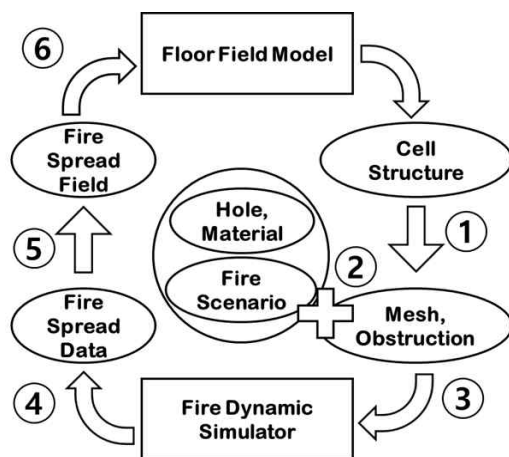 ⑥
Floor Field Model
Fire
Spread
Field
Cell
Structure
Hole,
Material
①
⑤
②
Fire
Scenario
Fire
Spread
Data
Mesh,
Obstruction
④
Fire Dynamic
Simulator
③